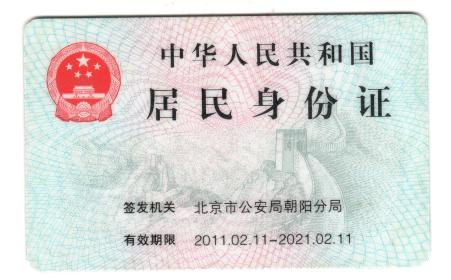 中华人民共和国
居民身份证
签发机关 北京市公安局朝阳分局
有效期限 2011.02.11-2021.02.11